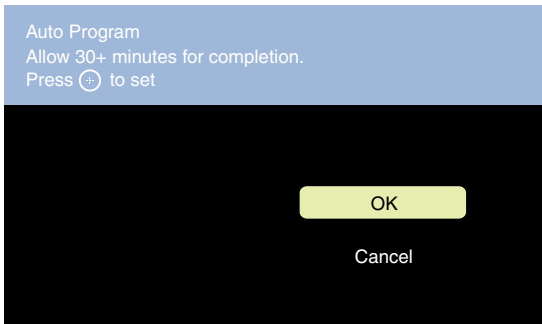 Auto Program
Allow 30+ minutes for completion.
Press to set
OK
Cancel